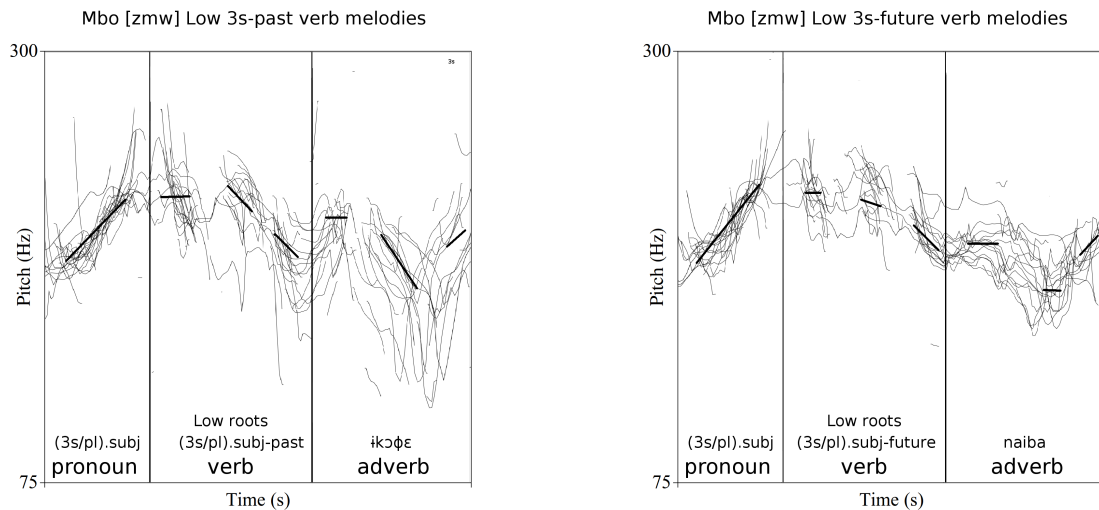 Mbo [zmw] Low 3s-past verb melodies
300
3s
Pitch (Hz)
Low roots
(3s/pl).subj (3s/pl).subj-past ɨkɔɸɛ
pronoun verb adverb
75
Time (s)
Mbo [zmw] Low 3s-future verb melodies
300
Pitch (Hz)
Low roots
(3s/pl).subj (3s/pl).subj-future naiba
pronoun verb adverb
75
Time (s)